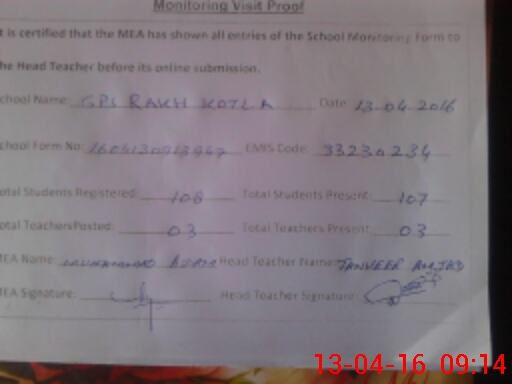 Monitoring Visit Proof
t is certified that the MEA has shown all entries of the School Monitoring Form to
he Head Teacher before its online submission.
chool Name: GPS RAKH KOTLA Date 13-04-2016
chool Form No: EMIS Code: 33230234
otal Students Registered: 108 Total Students Present: 107
otal TeachersPosted: 03 Total Teachers Present: 03
MEA Name: Head Teacher Name: TANVEER AMJAD
MEA Signature: Head Teacher Signature:
13-04-16 09:14